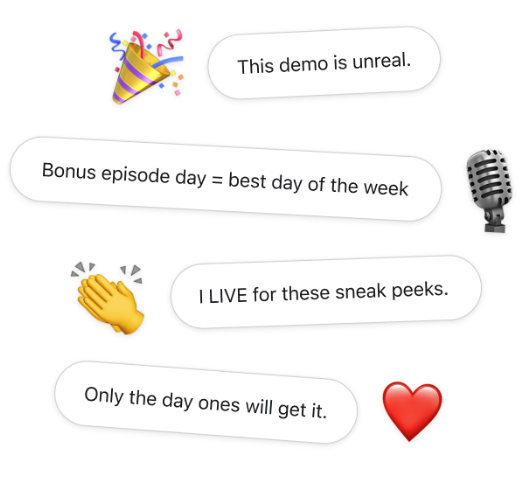 This demo is unreal.
Bonus episode day = best day of the week
I LIVE for these sneak peeks.
Only the day ones will get it.